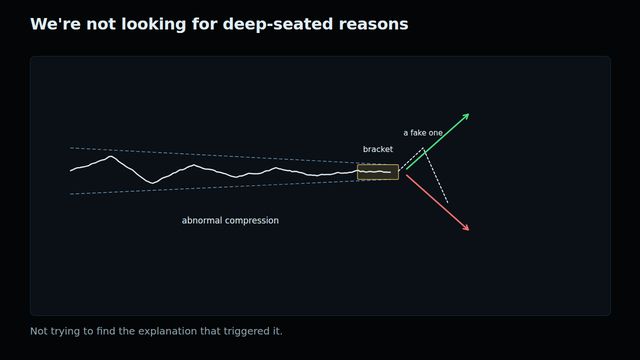 We're not looking for deep-seated reasons
a fake one
bracket
abnormal compression
Not trying to find the explanation that triggered it.